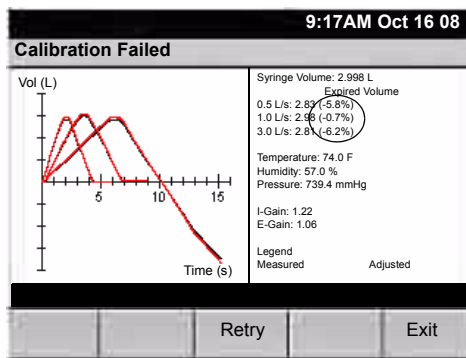 9:17AM Oct 16 08
Calibration Failed
Vol (L)
5 10 15
Time (s)
Syringe Volume: 2.998 L
Expired Volume
0.5 L/s: 2.83 (-5.8%)
1.0 L/s: 2.98 (-0.7%)
3.0 L/s: 2.81 (-6.2%)
Temperature: 74.0 F
Humidity: 57.0 %
Pressure: 739.4 mmHg
I-Gain: 1.22
E-Gain: 1.06
Legend
Measured Adjusted
Retry Exit